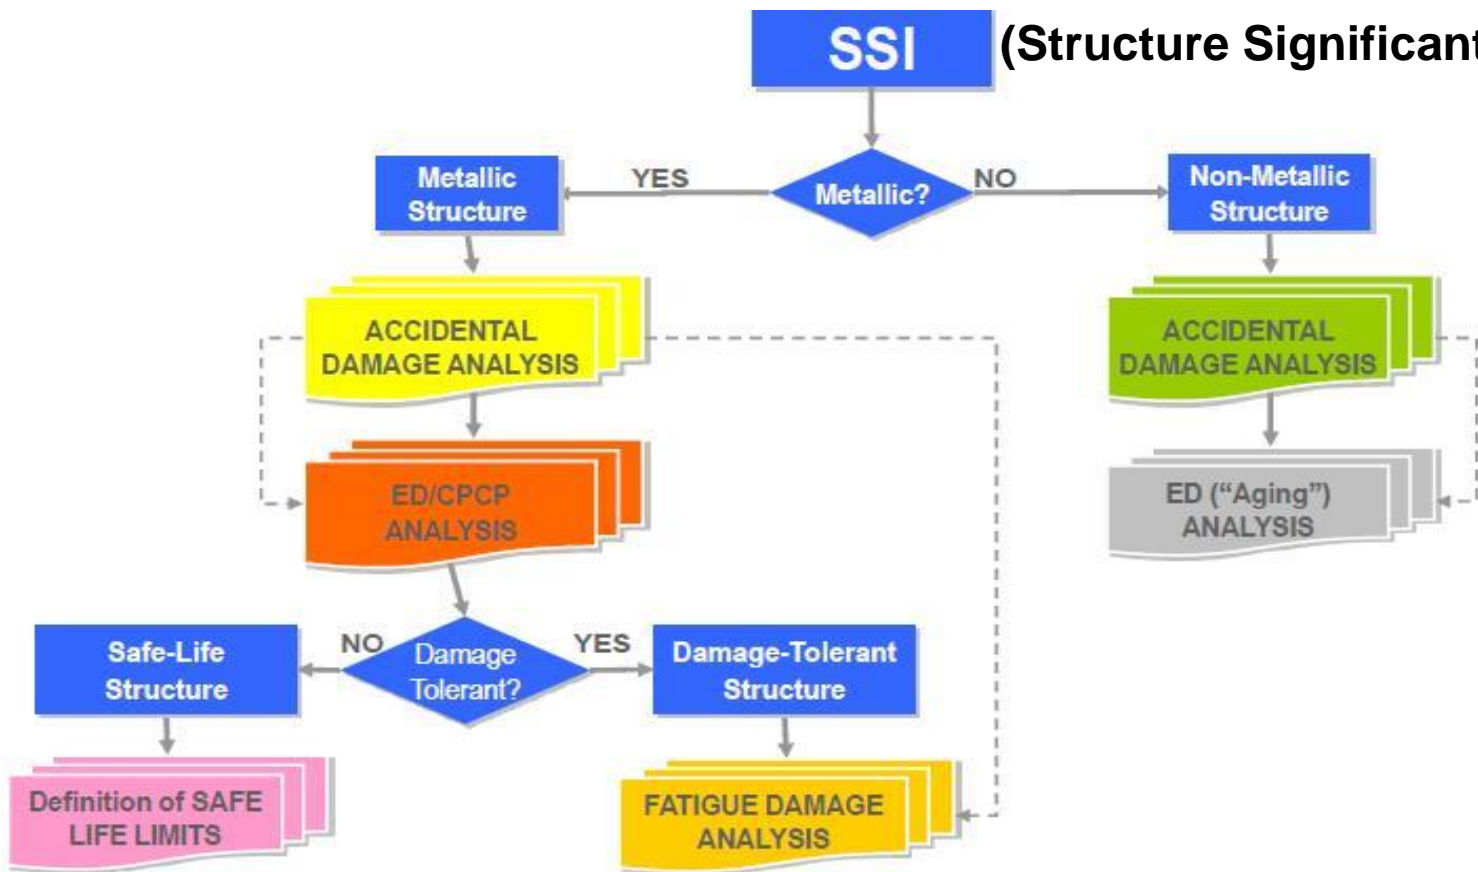 SSI (Structure Significant
Metallic?
YES
NO
Metallic
Structure
Non-Metallic
Structure
ACCIDENTAL
DAMAGE ANALYSIS
ACCIDENTAL
DAMAGE ANALYSIS
ED/CPCP
ANALYSIS
ED (“Aging”)
ANALYSIS
Damage
Tolerant?
NO
YES
Safe-Life
Structure
Damage-Tolerant
Structure
Definition of SAFE
LIFE LIMITS
FATIGUE DAMAGE
ANALYSIS